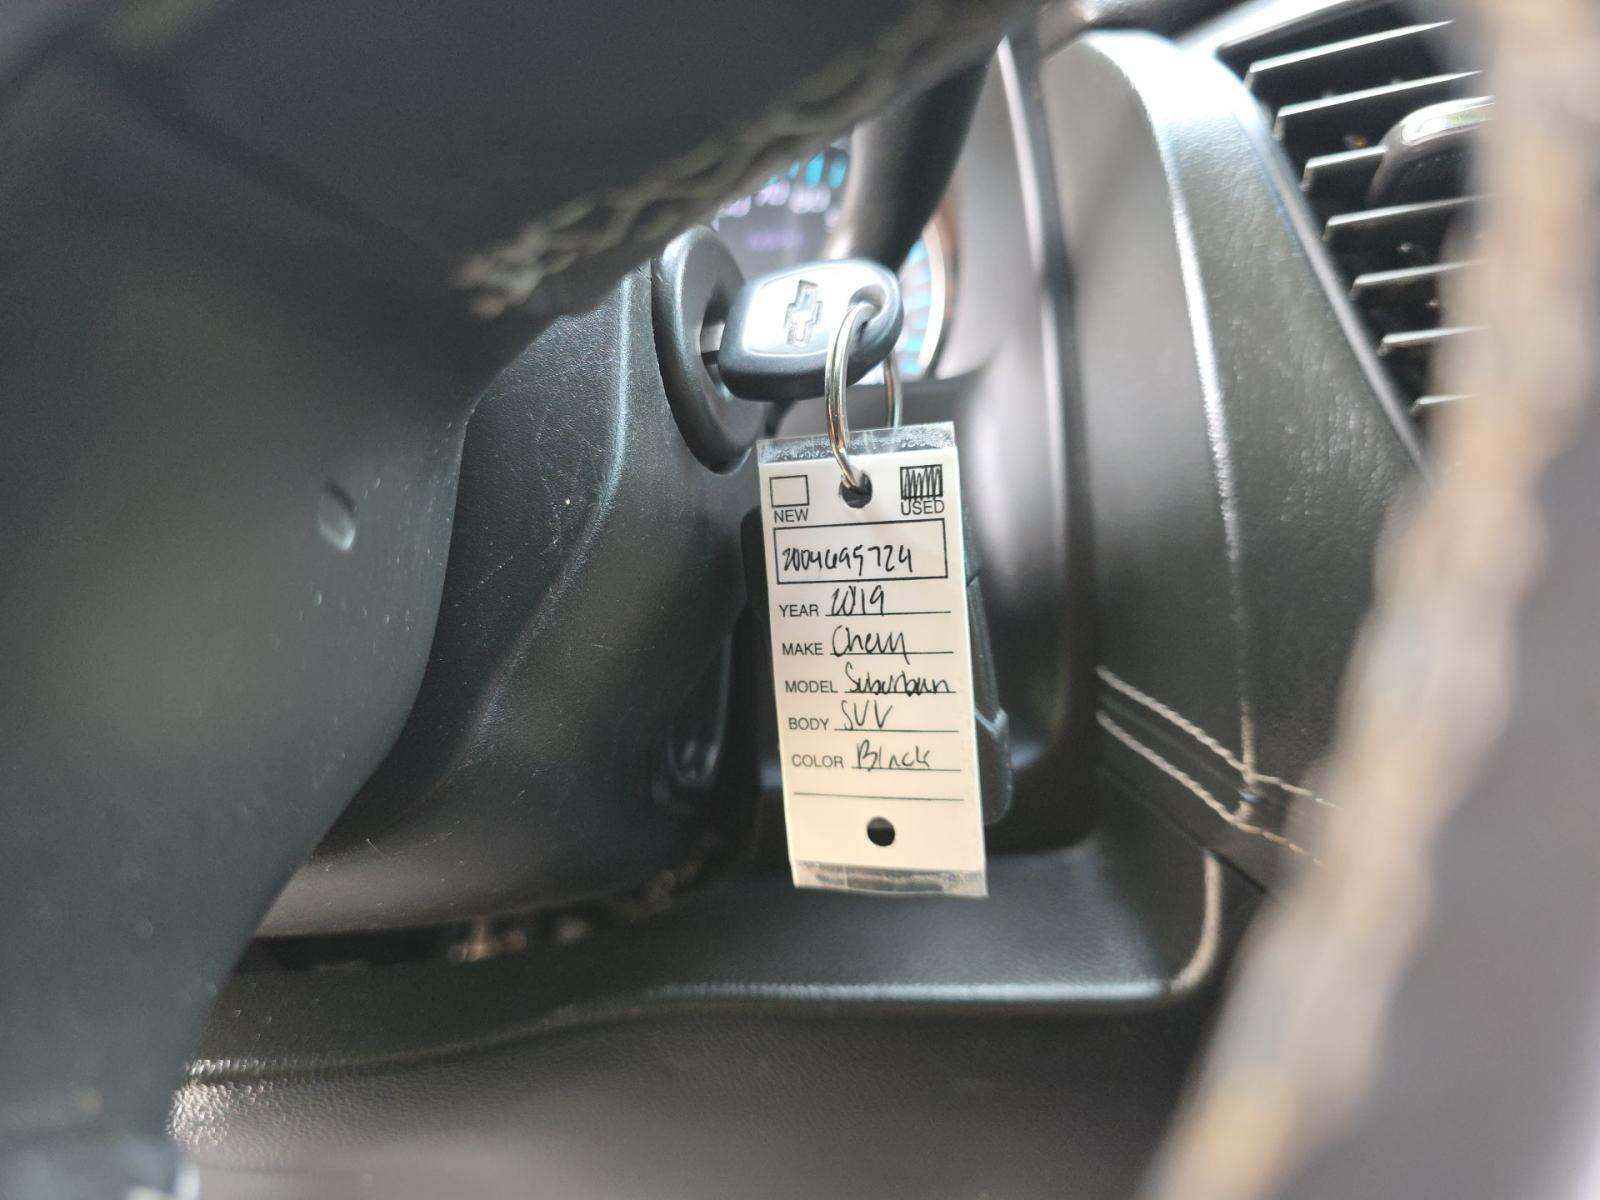 NEW USED
2004695724
YEAR 2019
MAKE Chevy
MODEL Suburban
BODY SUV
COLOR Black